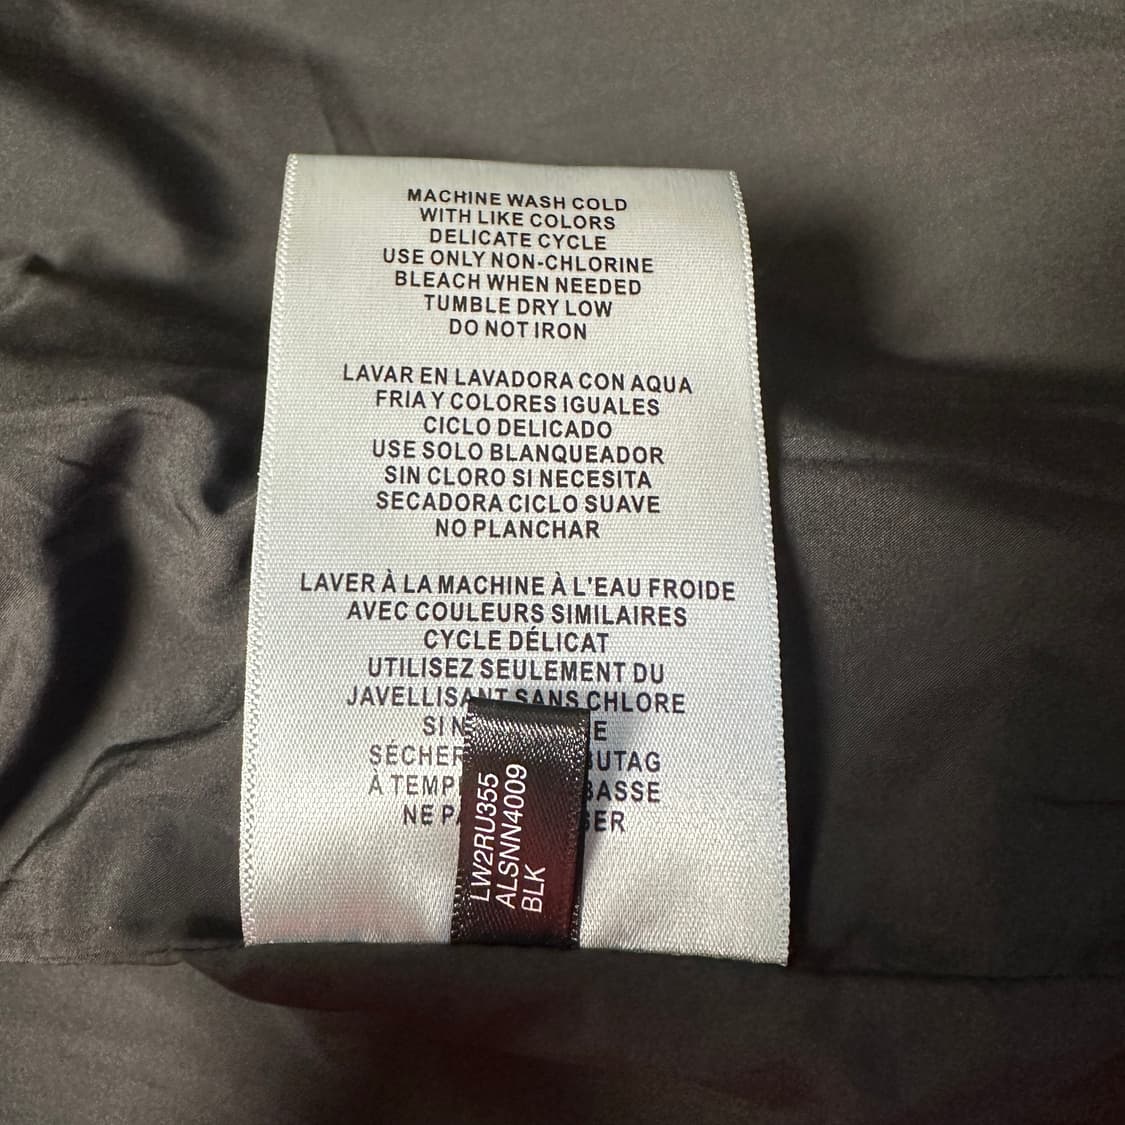 MACHINE WASH COLD
WITH LIKE COLORS
DELICATE CYCLE
USE ONLY NON-CHLORINE
BLEACH WHEN NEEDED
TUMBLE DRY LOW
DO NOT IRON
LAVAR EN LAVADORA CON AQUA
FRIA Y COLORES IGUALES
CICLO DELICADO
USE SOLO BLANQUEADOR
SIN CLORO SI NECESITA
SECADORA CICLO SUAVE
NO PLANCHAR
LAVER À LA MACHINE À L'EAU FROIDE
AVEC COULEURS SIMILAIRES
CYCLE DÉLICAT
UTILISEZ SEULEMENT DU
JAVELLISANT SANS CHLORE
SI
SÉCHER
À
NE
LW2RU355
ALSNN4009
BLK